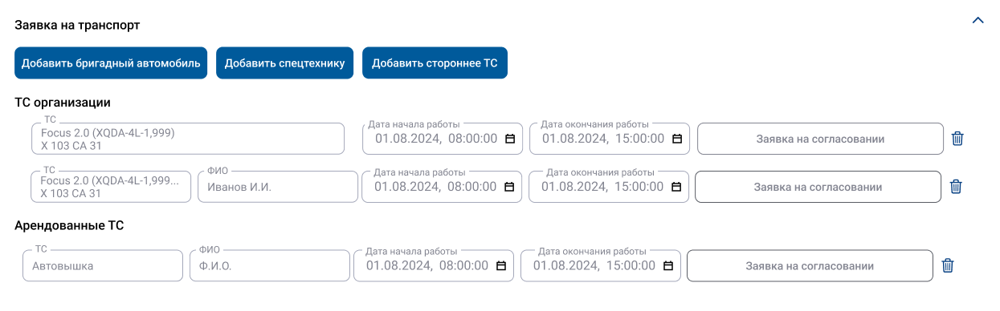 Заявка на транспорт
Добавить бригадный автомобиль Добавить спецтехнику Добавить стороннее ТС
ТС организации
ТС Дата начала работы Дата окончания работы
Focus 2.0 (XQDA-4L-1,999)
X 103 CA 31 01.08.2024, 08:00:00 01.08.2024, 15:00:00 Заявка на согласовании
ТС ФИО Дата начала работы Дата окончания работы
Focus 2.0 (XQDA-4L-1,999...
X 103 CA 31 Иванов И.И. 01.08.2024, 08:00:00 01.08.2024, 15:00:00 Заявка на согласовании
Арендованные ТС
ТС ФИО Дата начала работы Дата окончания работы
Автовышка Ф.И.О. 01.08.2024, 08:00:00 01.08.2024, 15:00:00 Заявка на согласовании